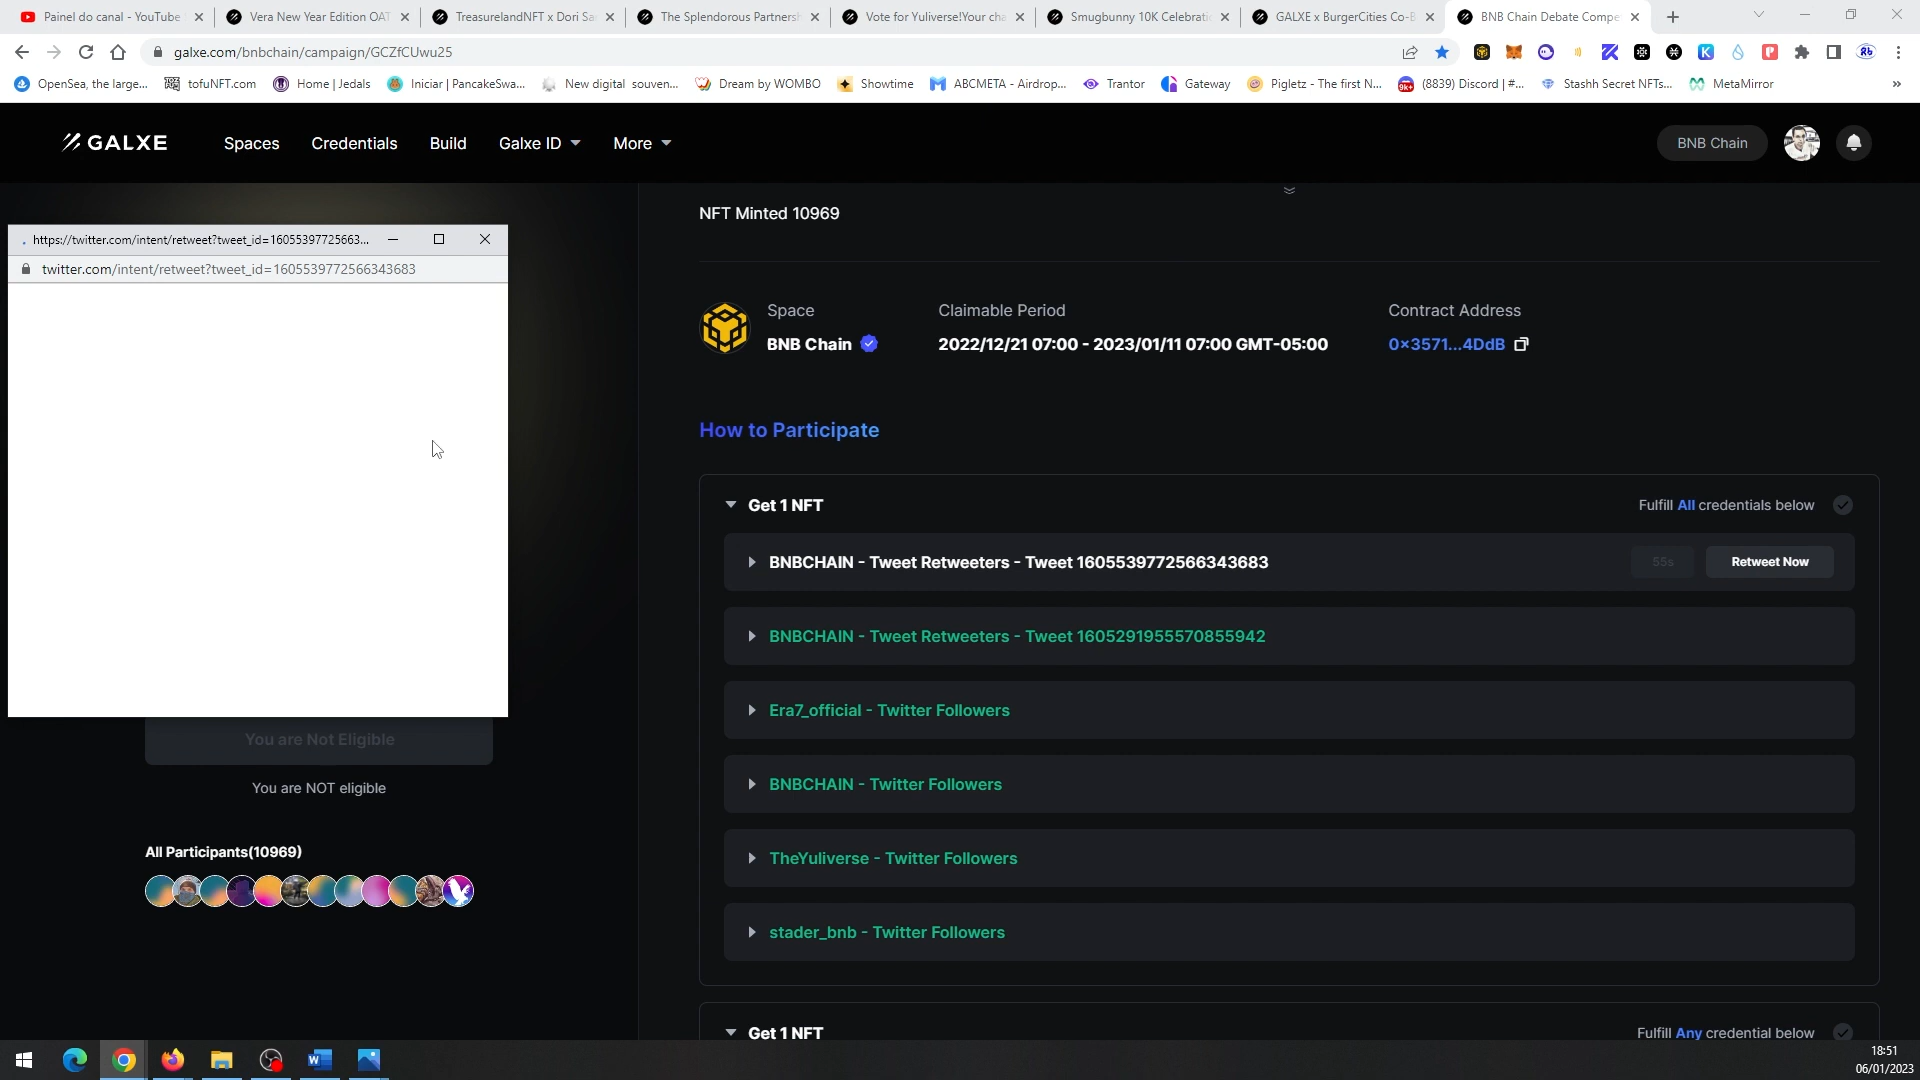 Painel do canal - YouTube
Vera New Year Edition OAT
TreasurelandNFT x Dori Sa
The Splendorous Partnersh
Vote for Yuliverse!Your cha
Smugbunny 10K Celebrati
GALXE x BurgerCities Co-B
BNB Chain Debate Compe
galxe.com/bnbchain/campaign/GCZfCUwu25
OpenSea, the large...
tofuNFT.com
Home | Jedals
Iniciar | PancakeSwa...
New digital souven...
Dream by WOMBO
Showtime
ABCMETA - Airdrop...
Trantor
Gateway
Pigletz - The first N...
(8839) Discord | #...
Stashh Secret NFTs...
MetaMirror
»
GALXE
Spaces
Credentials
Build
Galxe ID
More
BNB Chain
NFT Minted 10969
https://twitter.com/intent/retweet?tweet_id=16055397725663...
twitter.com/intent/retweet?tweet_id=1605539772566343683
Space
BNB Chain
Claimable Period
2022/12/21 07:00 - 2023/01/11 07:00 GMT-05:00
Contract Address
0x3571...4DdB
How to Participate
Get 1 NFT
Fulfill All credentials below
BNBCHAIN - Tweet Retweeters - Tweet 1605539772566343683
55s
Retweet Now
BNBCHAIN - Tweet Retweeters - Tweet 1605291955570855942
Era7_official - Twitter Followers
BNBCHAIN - Twitter Followers
TheYuliverse - Twitter Followers
stader_bnb - Twitter Followers
Get 1 NFT
Fulfill Any credential below
You are Not Eligible
You are NOT eligible
All Participants(10969)
18:51
06/01/2023